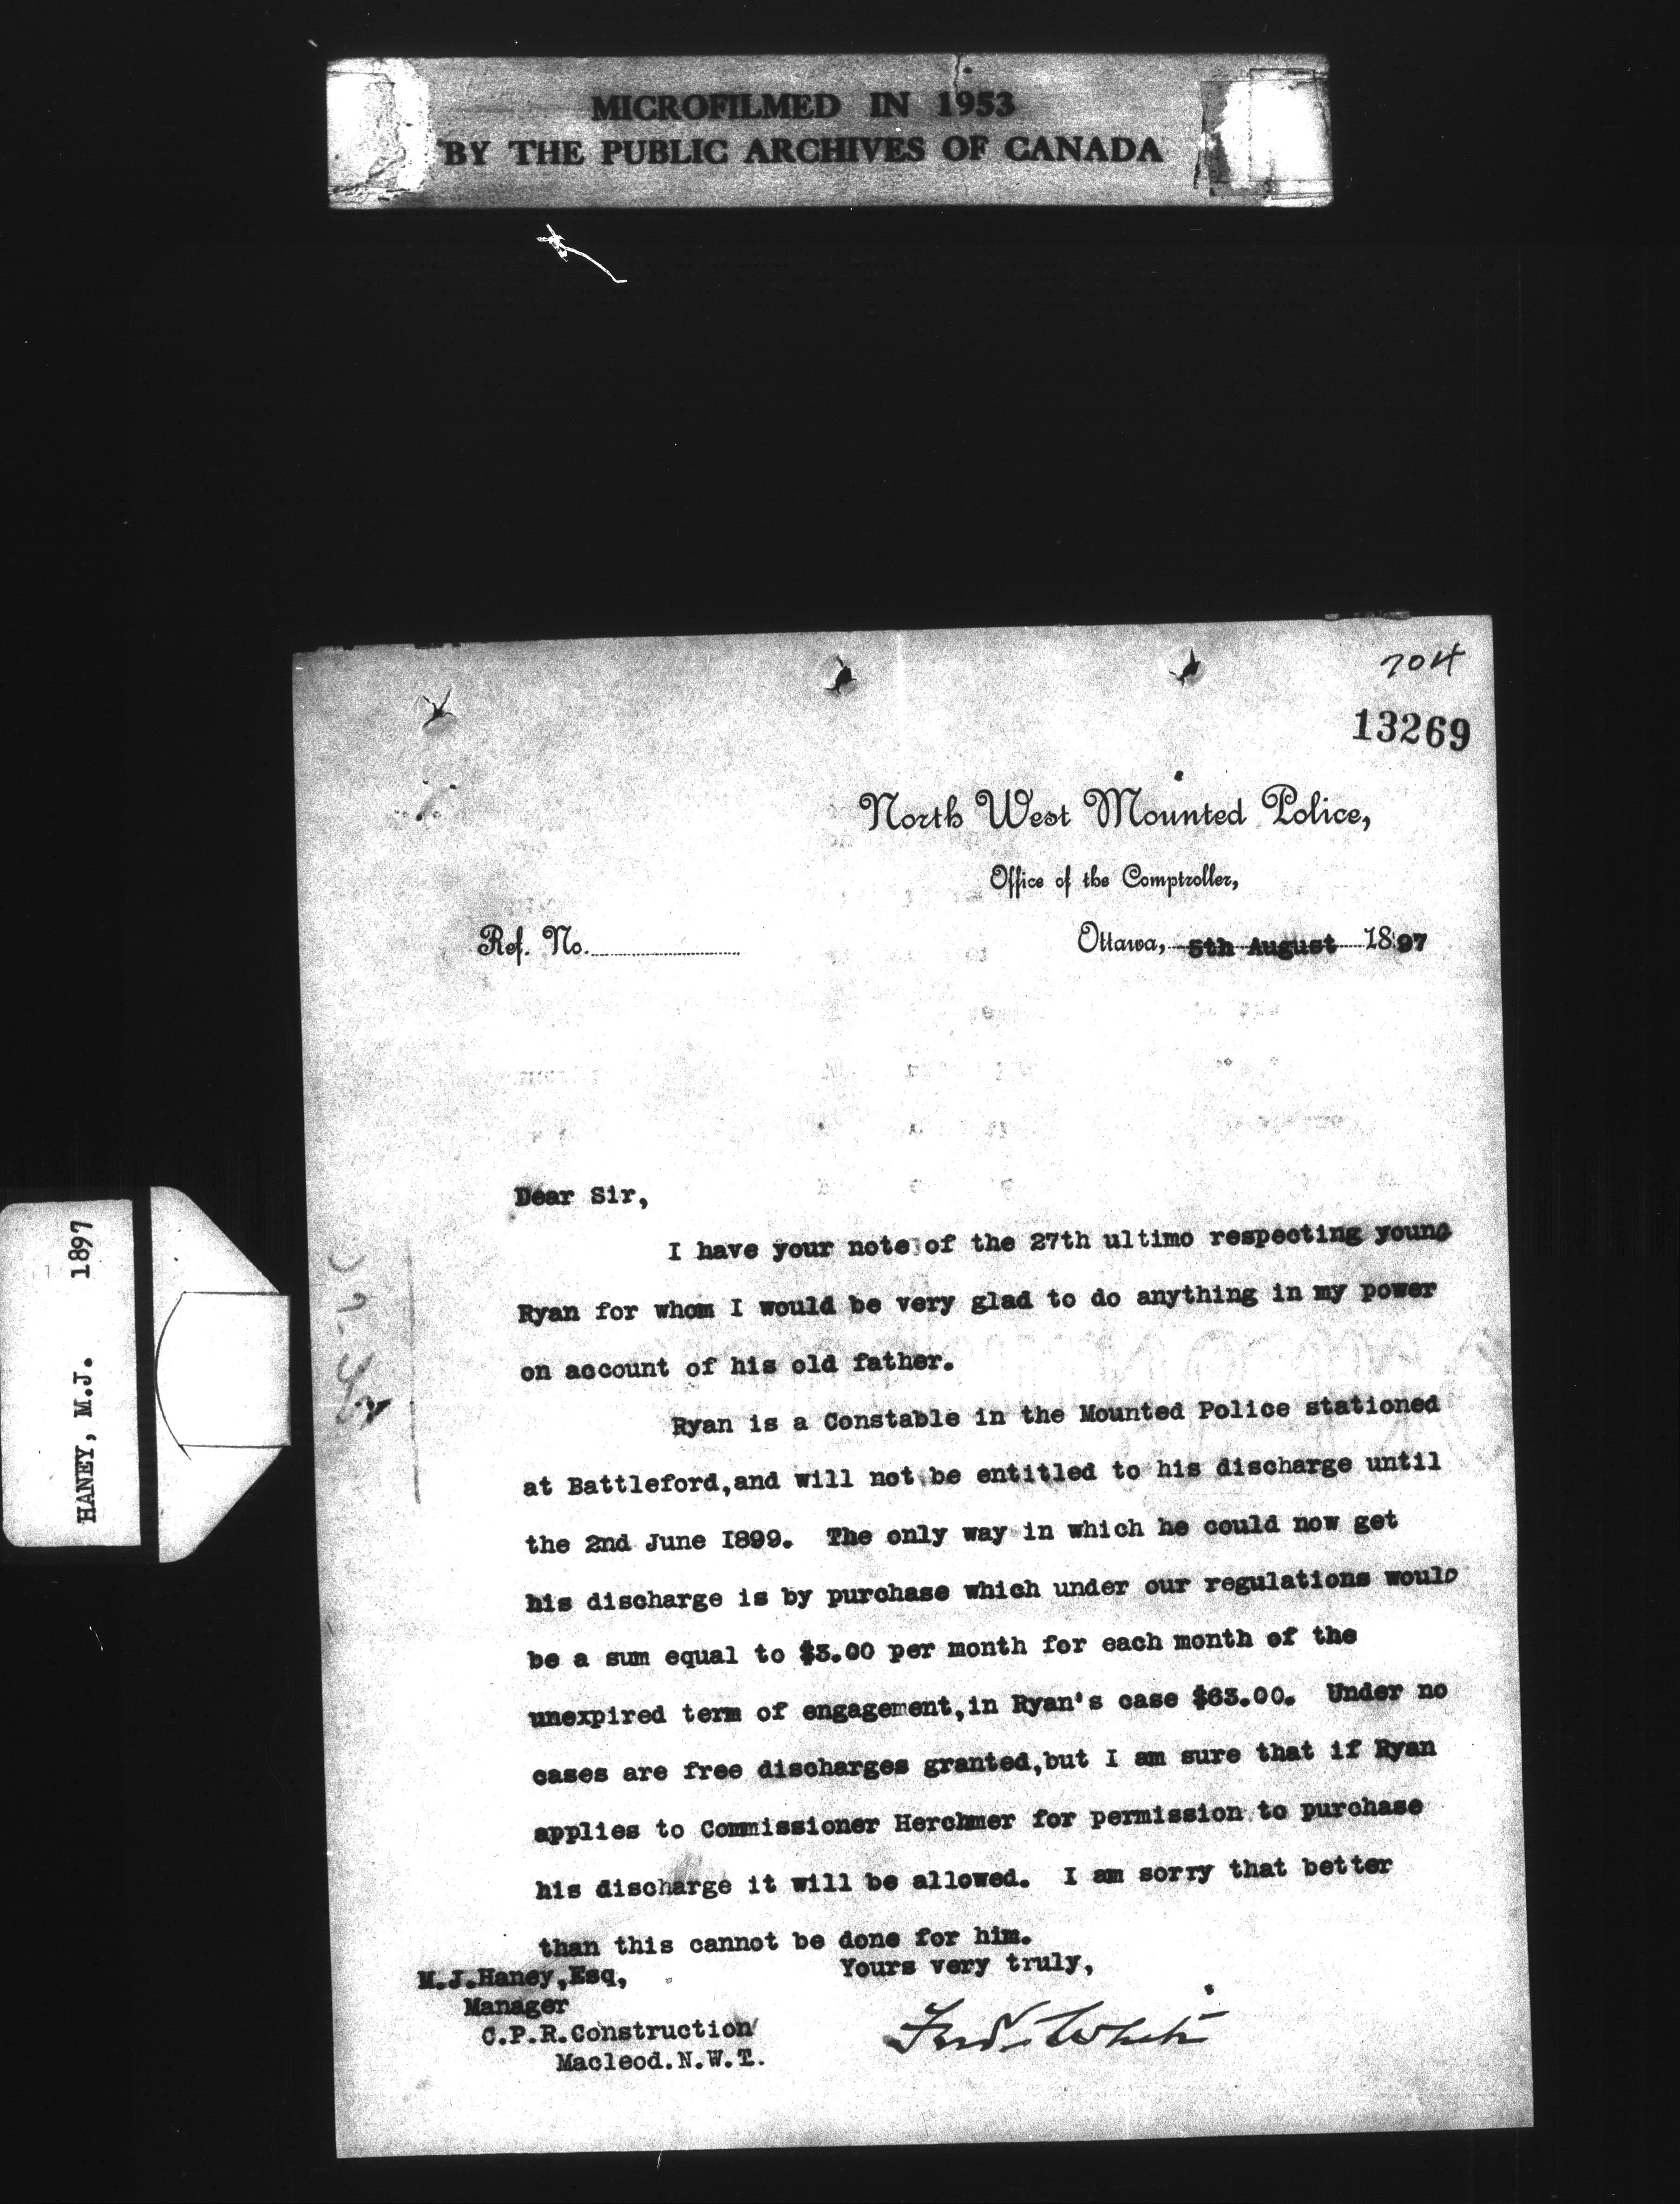 MICROFILMED IN 1953
BY THE PUBLIC ARCHIVES OF CANADA
704
13269
North West Mounted Police,
Office of the Comptroller,
Ref. No.
Ottawa, 5th August 1897
Dear Sir,
I have your note of the 27th ultimo respecting young
Ryan for whom I would be very glad to do anything in my power
on account of his old father.
Ryan is a Constable in the Mounted Police stationed
at Battleford,and will not be entitled to his discharge until
the 2nd June 1899. The only way in which he could now get
his discharge is by purchase which under our regulations would
be a sum equal to $3.00 per month for each month of the
unexpired term of engagement,in Ryan's case $63.00. Under no
cases are free discharges granted,but I am sure that if Ryan
applies to Commissioner Herchmer for permission to purchase
his discharge it will be allowed. I am sorry that better
than this cannot be done for him.
Yours very truly,
Fred White
M.J.Haney,Esq,
Manager
C.P.R.Construction
Macleod.N.W.T.
HANEY, M.J. 1897